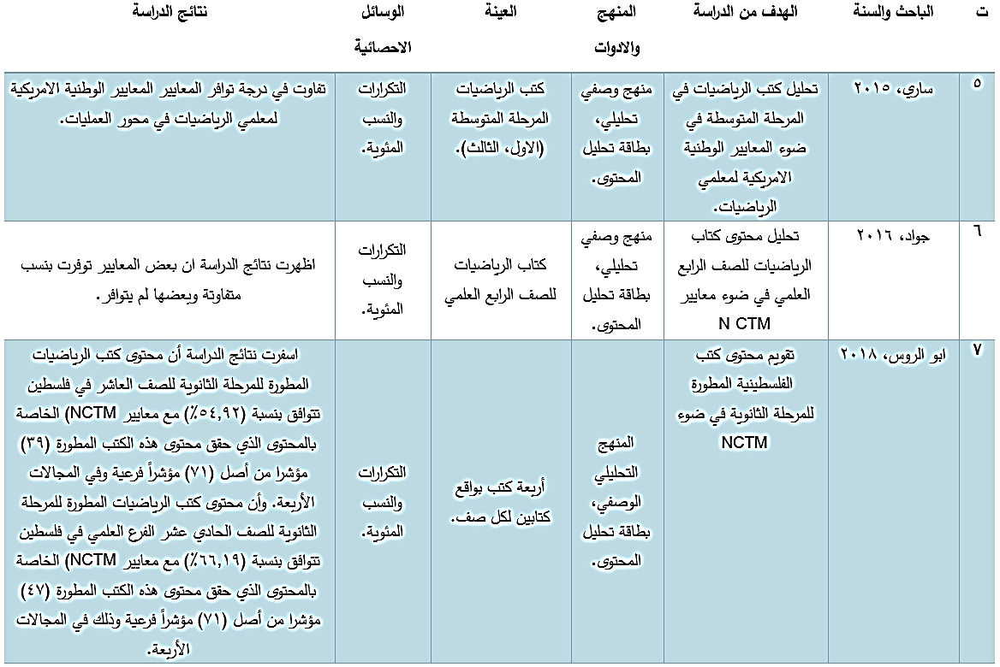 ت
الباحث والسنة
الهدف من الدراسة
المنهج
والادوات
العينة
الوسائل
الاحصائية
نتائج الدراسة
٥
ساري، ٢٠١٥
تحليل كتب الرياضيات في
المرحلة المتوسطة في
ضوء المعايير الوطنية
الامريكية لمعلمي
الرياضيات.
منهج وصفي
تحليلي،
بطاقة تحليل
المحتوى.
كتب الرياضيات
المرحلة المتوسطة
(الاول، الثالث).
التكرارات
والنسب
المئوية.
تفاوت في درجة توافر المعايير المعايير الوطنية الامريكية
لمعلمي الرياضيات في محور العمليات.
٦
جواد، ٢٠١٦
تحليل محتوى كتاب
الرياضيات للصف الرابع
العلمي في ضوء معايير
N CTM
منهج وصفي
تحليلي،
بطاقة تحليل
المحتوى.
كتاب الرياضيات
للصف الرابع العلمي
التكرارات
والنسب
المئوية.
اظهرت نتائج الدراسة ان بعض المعايير توفرت بنسب
متفاوتة وبعضها لم يتوافر.
٧
ابو الروس، ٢٠١٨
تقويم محتوى كتب
الفلسطينية المطورة
للمرحلة الثانوية في ضوء
NCTM
المنهج
التحليلي
الوصفي،
بطاقة تحليل
المحتوى.
أربعة كتب بواقع
كتابين لكل صف.
التكرارات
والنسب
المئوية.
اسفرت نتائج الدراسة أن محتوى كتب الرياضيات
المطورة للمرحلة الثانوية للصف العاشر في فلسطين
تتوافق بنسبة (٥٤,٩٢٪) مع معايير NCTM) الخاصة
بالمحتوى الذي حقق محتوى هذه الكتب المطورة (٣٩)
مؤشرا من أصل (٧١) مؤشراً فرعية وفي المجالات
الأربعة. وأن محتوى كتب الرياضيات المطورة للمرحلة
الثانوية للصف الحادي عشر الفرع العلمي في فلسطين
تتوافق بنسبة (٦٦,١٩٪) مع معايير NCTM) الخاصة
بالمحتوى الذي حقق محتوى هذه الكتب المطورة (٤٧)
مؤشرا من أصل (٧١) مؤشراً فرعية وذلك في المجالات
الأربعة.